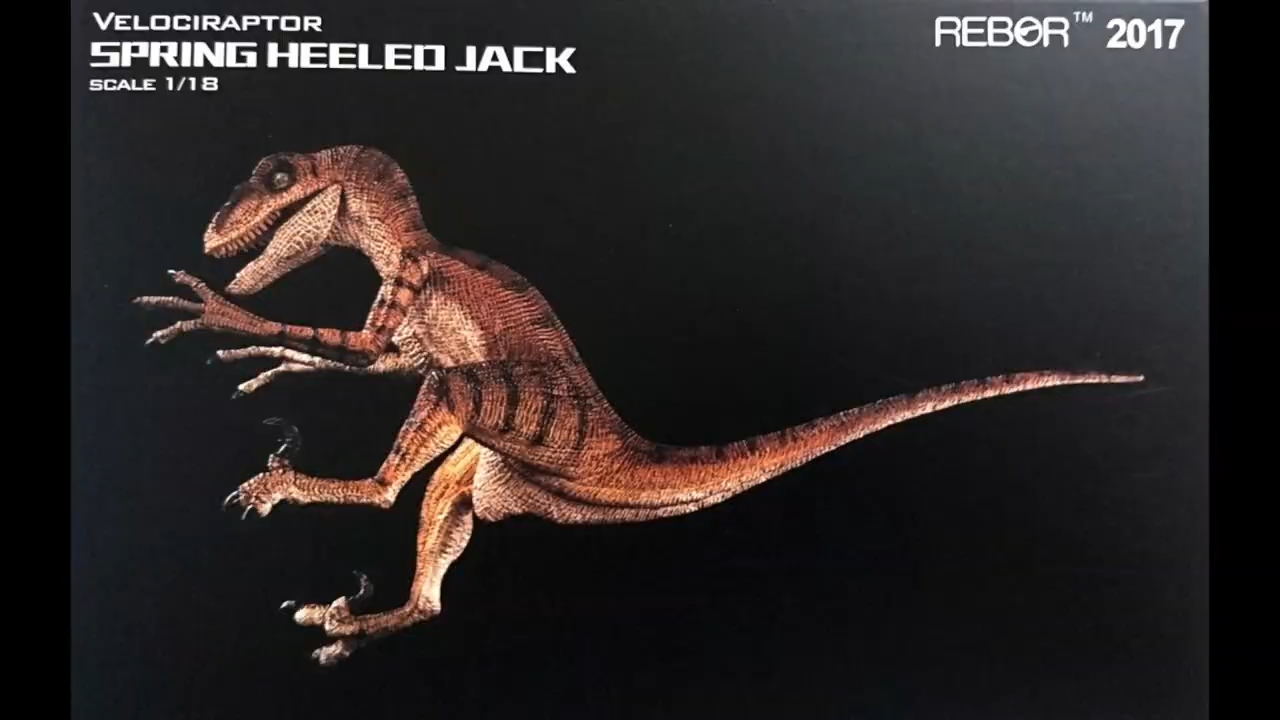 VELOCIRAPTOR
SPRING HEELED JACK
SCALE 1/18
REBOR™ 2017